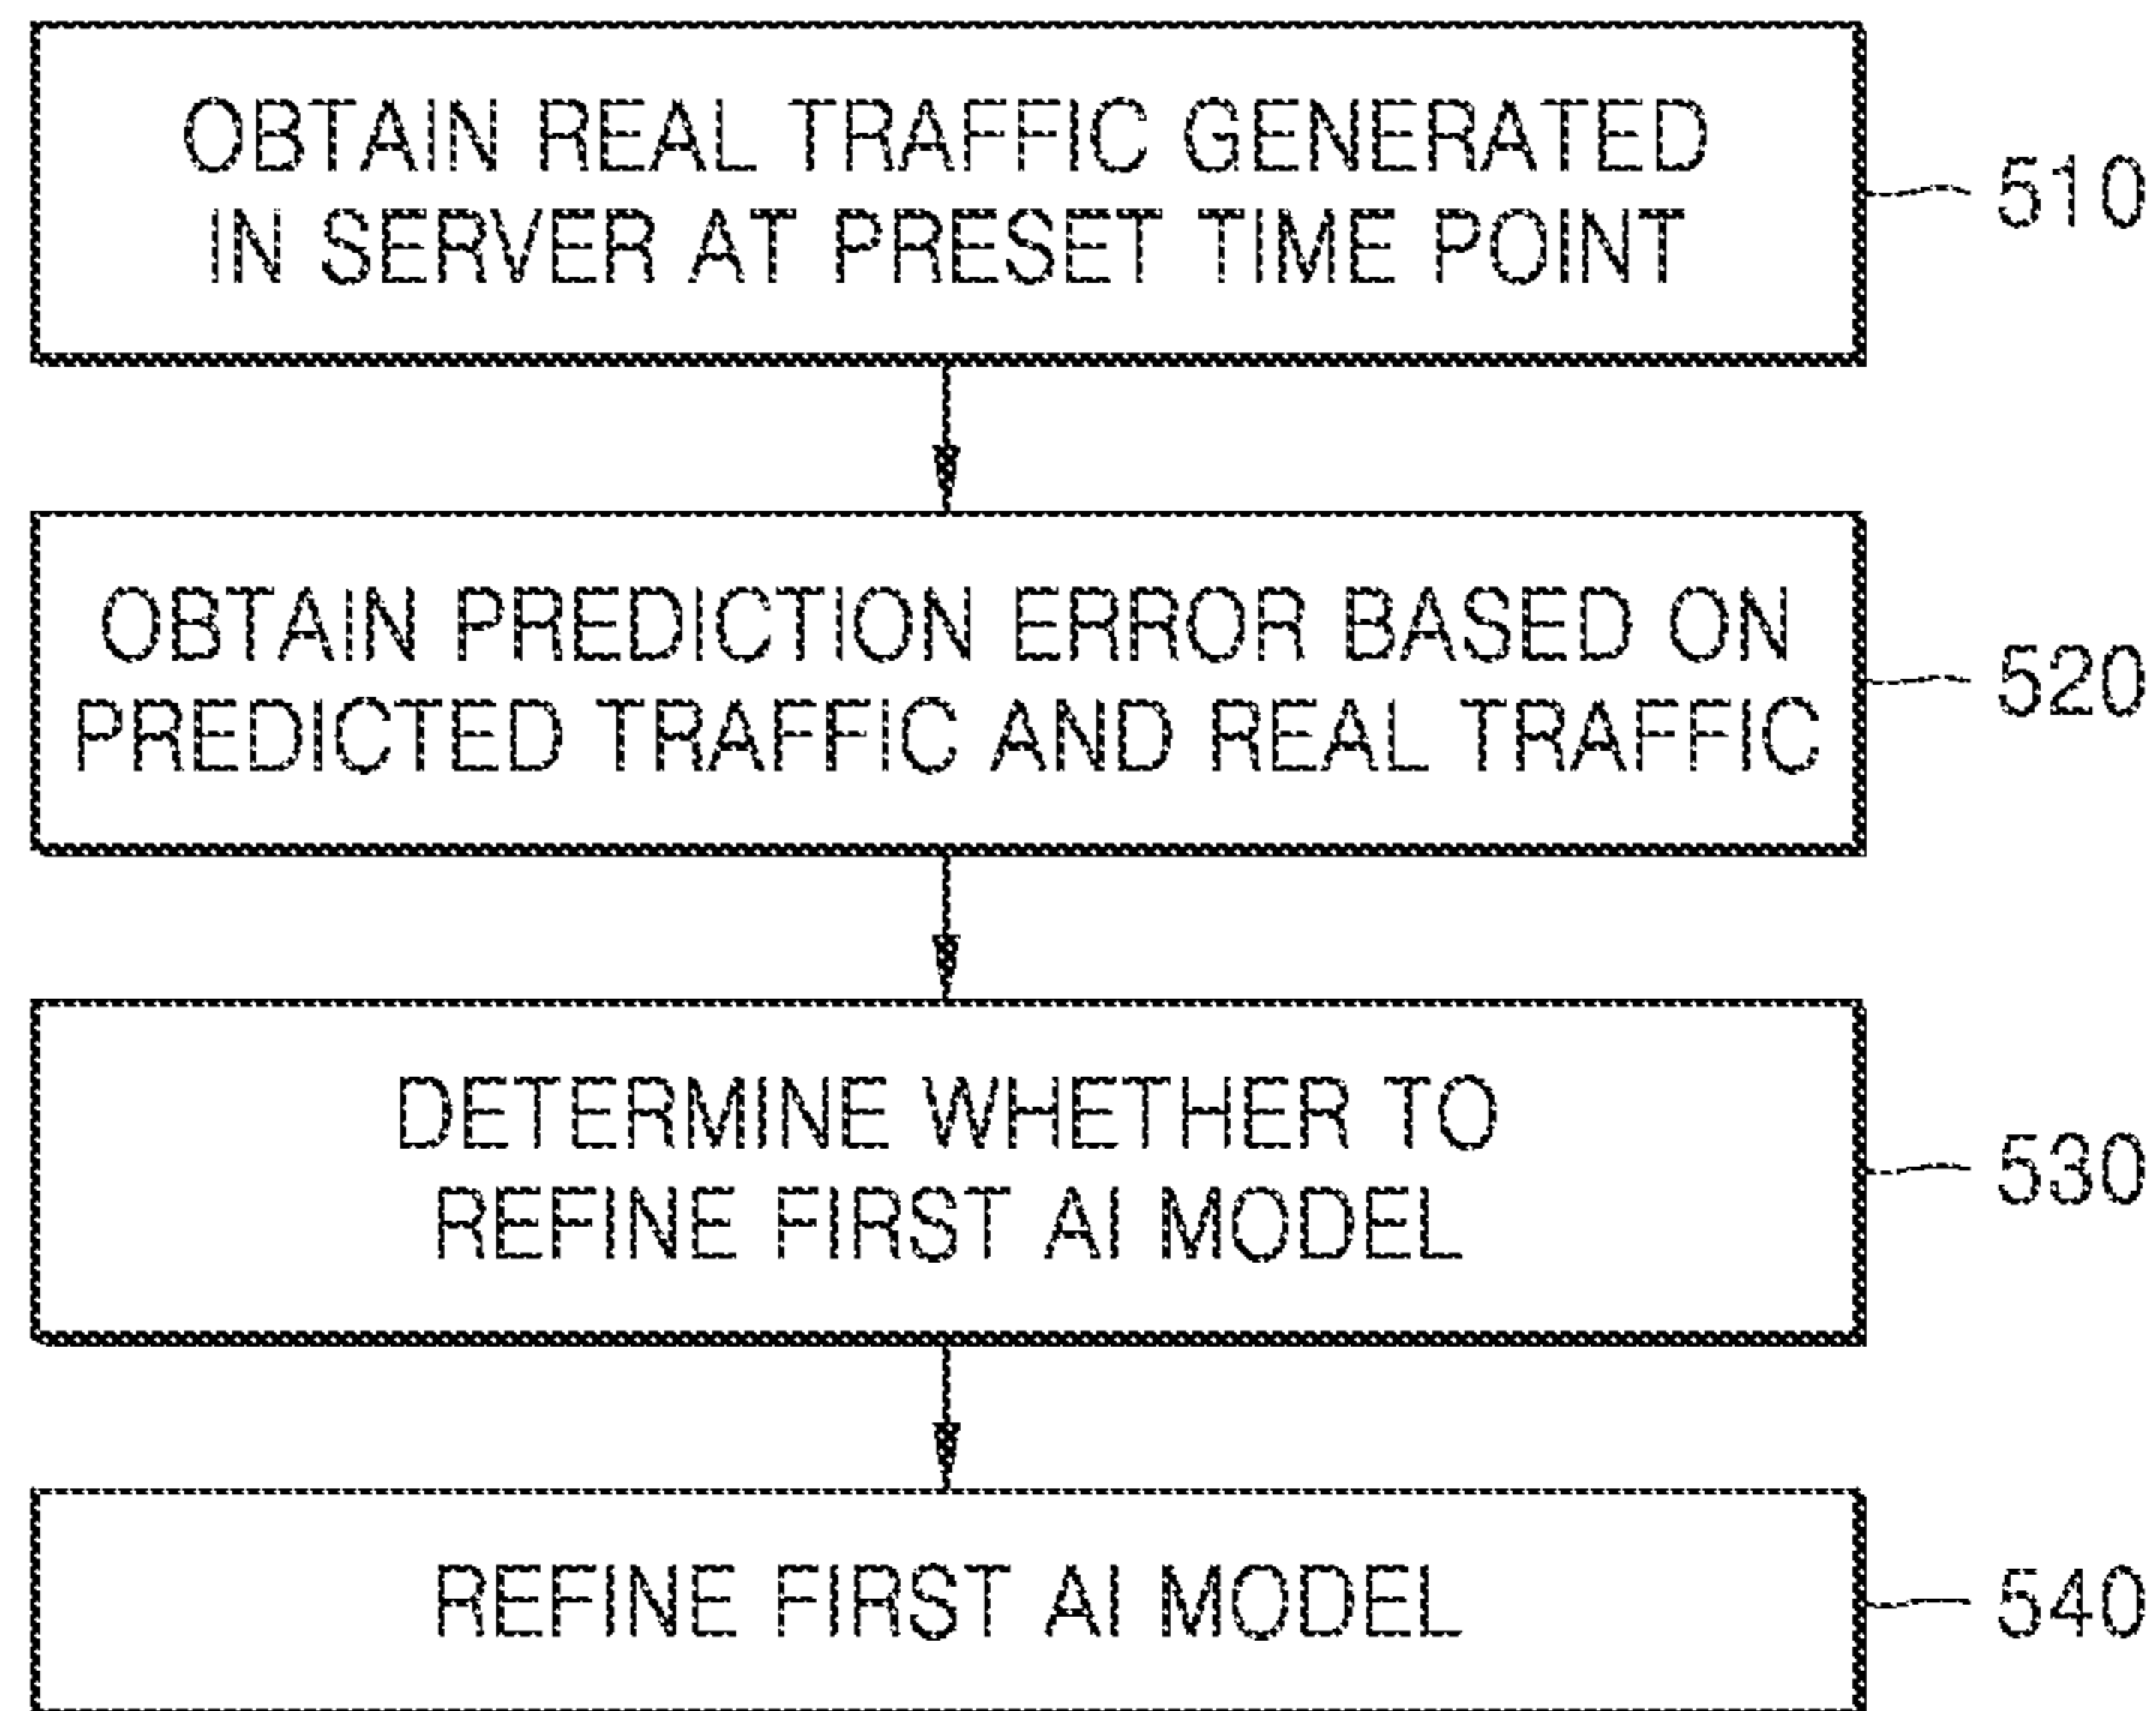 OBTAIN REAL TRAFFIC GENERATED
IN SERVER AT PRESET TIME POINT
510
OBTAIN PREDICTION ERROR BASED ON
PREDICTED TRAFFIC AND REAL TRAFFIC
520
DETERMINE WHETHER TO
REFINE FIRST AI MODEL
530
REFINE FIRST AI MODEL
540